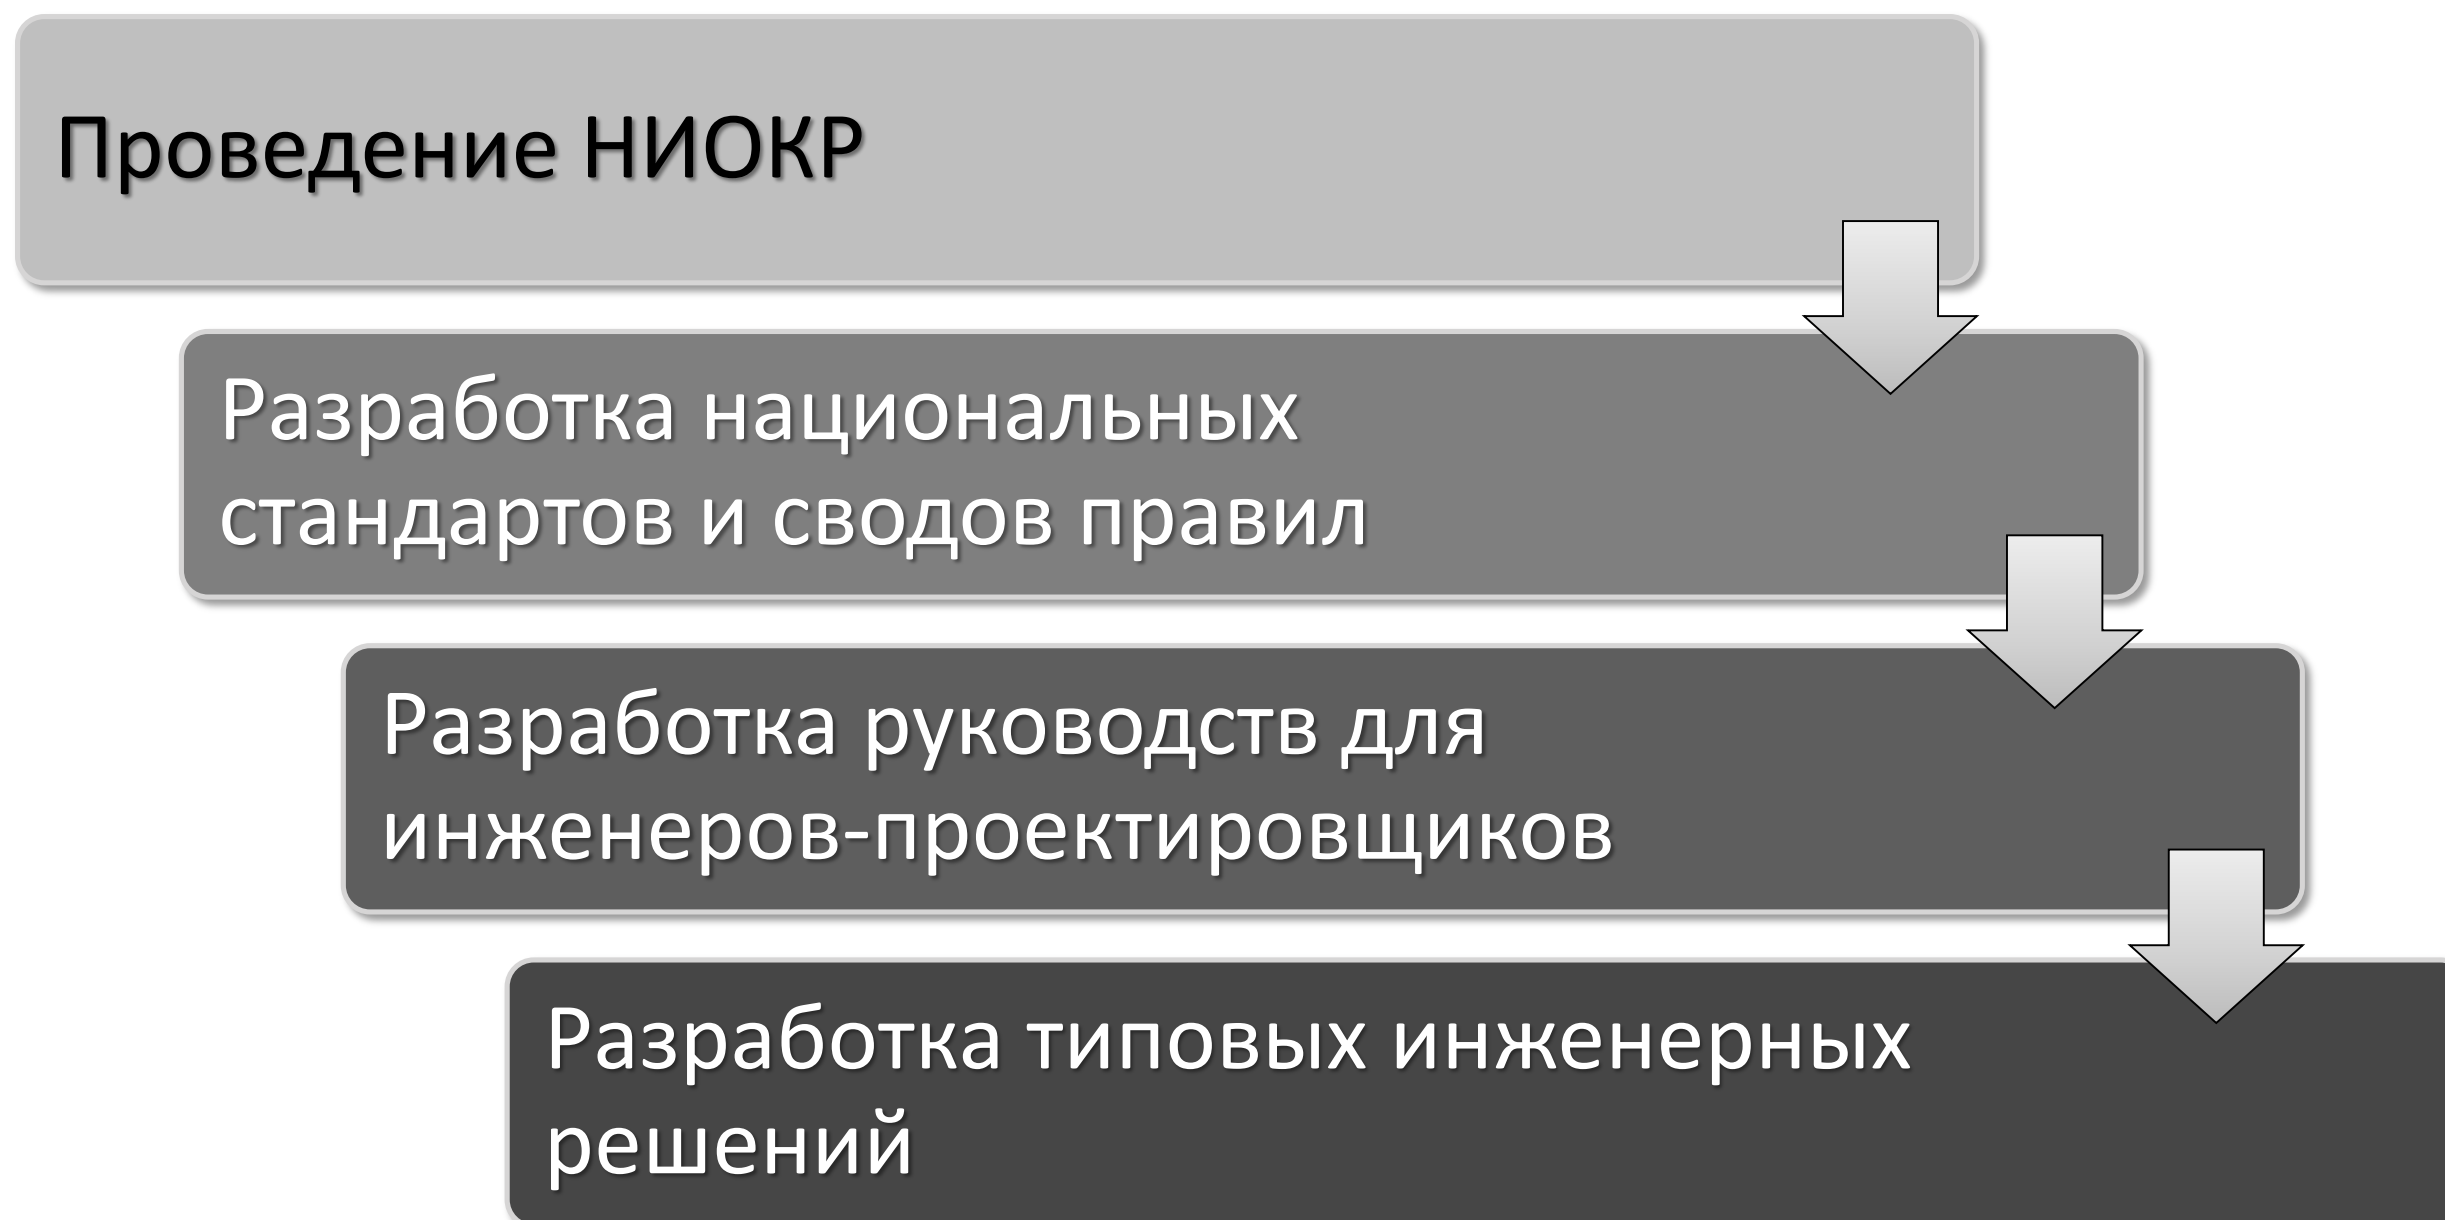 Проведение НИОКР
Разработка национальных
стандартов и сводов правил
Разработка руководств для
инженеров-проектировщиков
Разработка типовых инженерных
решений